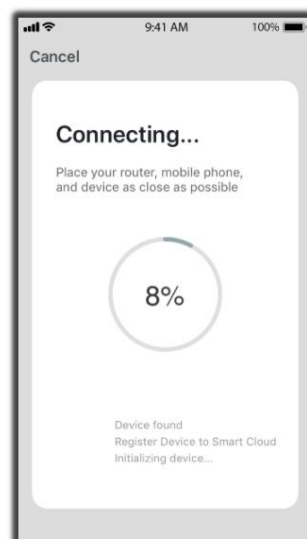 9:41 AM
100%
Cancel
Connecting...
Place your router, mobile phone,
and device as close as possible
8%
Device found
Register Device to Smart Cloud
Initializing device...